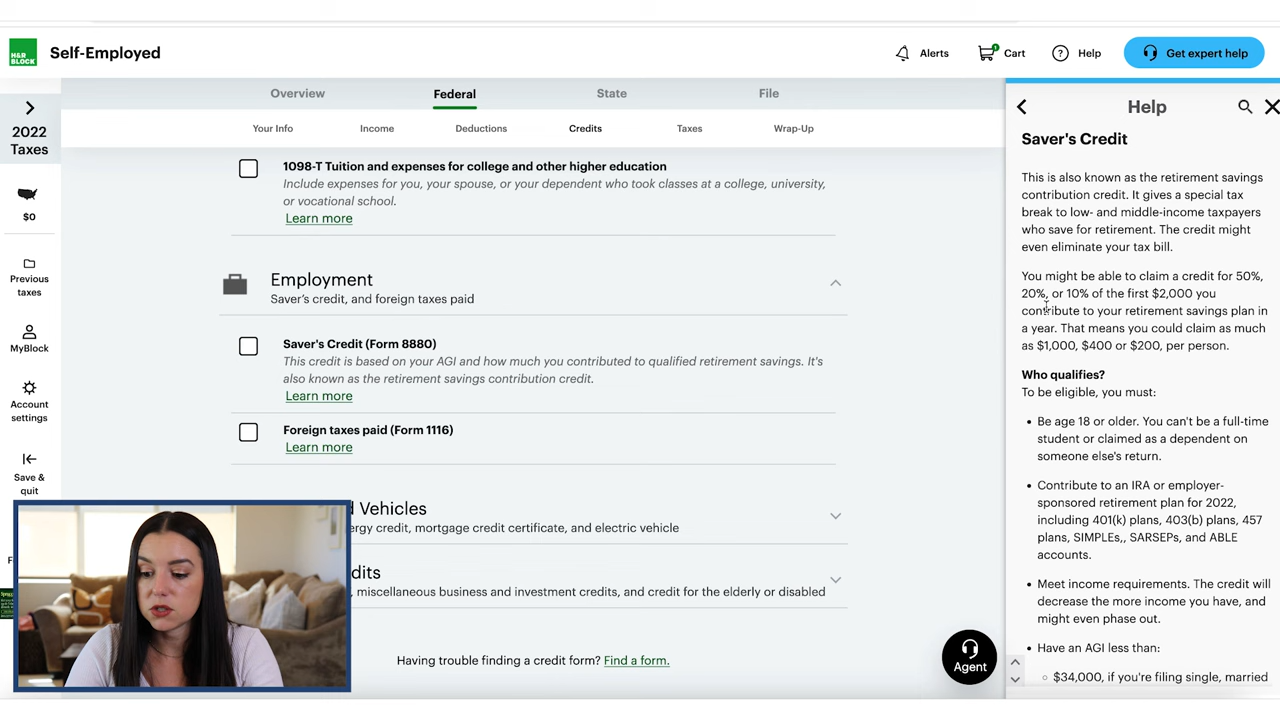 H&R
BLOCK
Self-Employed
Alerts
1
Cart
? Help
Get expert help
2022
Taxes
$0
Previous
taxes
MyBlock
Account
settings
Save &
quit
F
Overview
Federal
State
File
Your Info
Income
Deductions
Credits
Taxes
Wrap-Up
1098-T Tuition and expenses for college and other higher education
Include expenses for you, your spouse, or your dependent who took classes at a college, university,
or vocational school.
Learn more
Employment
Saver's credit, and foreign taxes paid
Saver's Credit (Form 8880)
This credit is based on your AGI and how much you contributed to qualified retirement savings. It's
also known as the retirement savings contribution credit.
Learn more
Foreign taxes paid (Form 1116)
Learn more
d Vehicles
ergy credit, mortgage credit certificate, and electric vehicle
dits
, miscellaneous business and investment credits, and credit for the elderly or disabled
Having trouble finding a credit form? Find a form.
Agent
Help
Saver's Credit
This is also known as the retirement savings
contribution credit. It gives a special tax
break to low- and middle-income taxpayers
who save for retirement. The credit might
even eliminate your tax bill.
You might be able to claim a credit for 50%,
20%, or 10% of the first $2,000 you
contribute to your retirement savings plan in
a year. That means you could claim as much
as $1,000, $400 or $200, per person.
Who qualifies?
To be eligible, you must:
• Be age 18 or older. You can't be a full-time
student or claimed as a dependent on
someone else's return.
• Contribute to an IRA or employer-
sponsored retirement plan for 2022,
including 401(k) plans, 403(b) plans, 457
plans, SIMPLEs,, SARSEPs, and ABLE
accounts.
• Meet income requirements. The credit will
decrease the more income you have, and
might even phase out.
• Have an AGI less than:
○ $34,000, if you're filing single, married